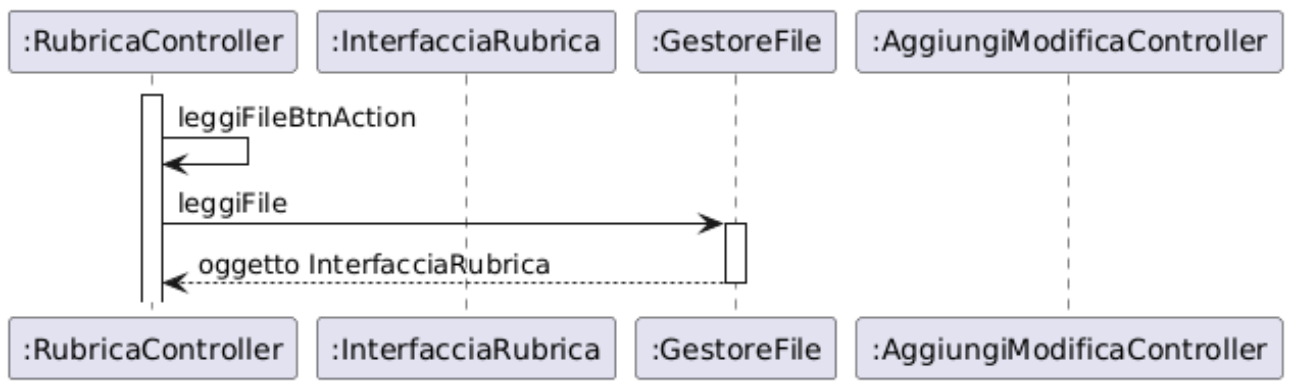 :RubricaController
:InterfacciaRubrica
:GestoreFile
:AggiungiModificaController
leggiFileBtnAction
leggiFile
oggetto InterfacciaRubrica
:RubricaController
:InterfacciaRubrica
:GestoreFile
:AggiungiModificaController